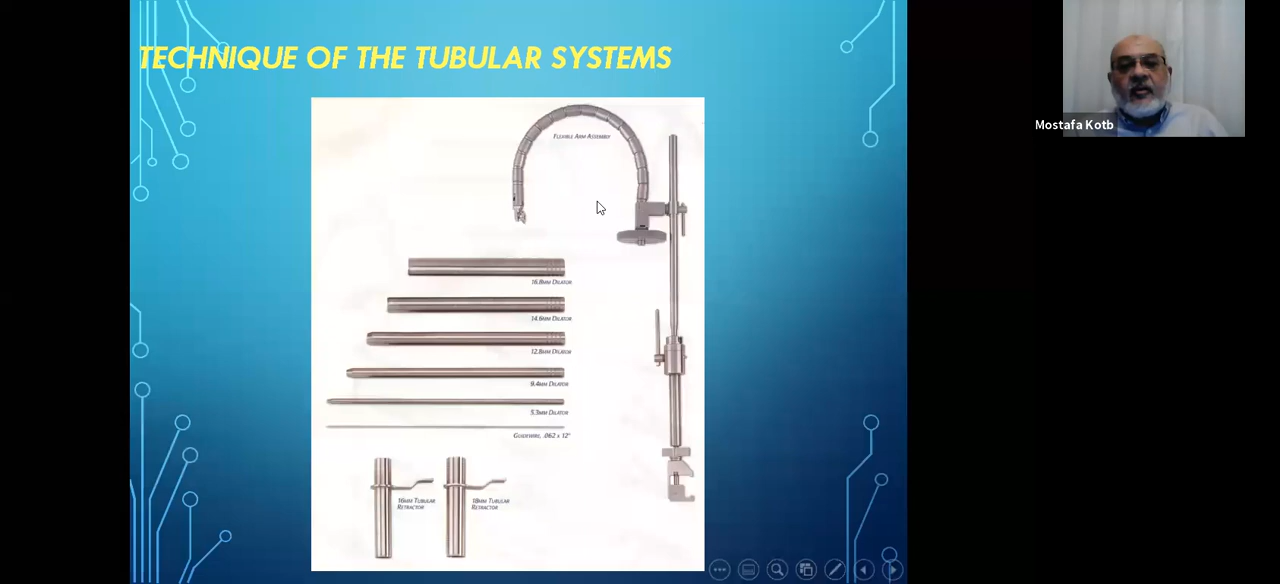 TECHNIQUE OF THE TUBULAR SYSTEMS
Mostafa Kotb
FLEXIBLE ARM ASSEMBLY
16.8MM DILATOR
14.6MM DILATOR
12.8MM DILATOR
9.4MM DILATOR
5.3MM DILATOR
GUIDEWIRE, .062 x 12"
16MM TUBULAR
RETRACTOR
18MM TUBULAR
RETRACTOR